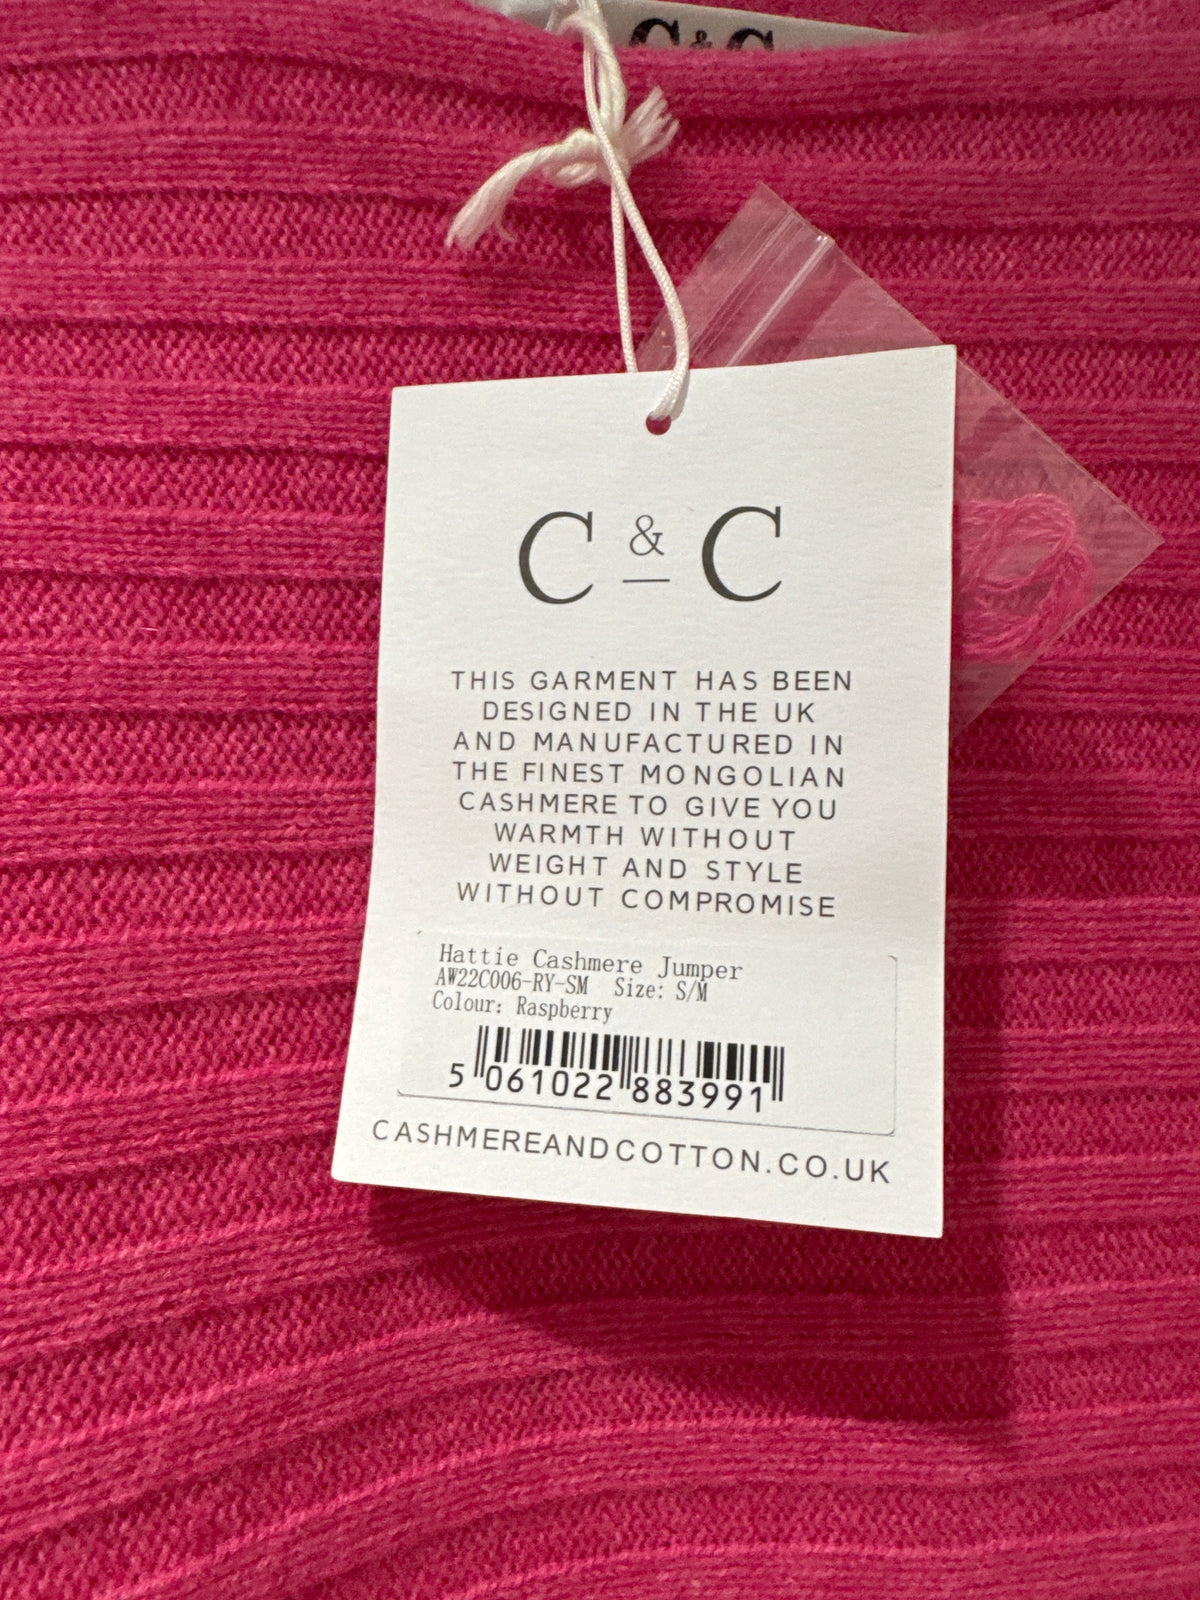 C & C
C & C
THIS GARMENT HAS BEEN
DESIGNED IN THE UK
AND MANUFACTURED IN
THE FINEST MONGOLIAN
CASHMERE TO GIVE YOU
WARMTH WITHOUT
WEIGHT AND STYLE
WITHOUT COMPROMISE
Hattie Cashmere Jumper
AW22C006-RY-SM Size: S/M
Colour: Raspberry
5 061022 883991
CASHMEREANDCOTTON.CO.UK